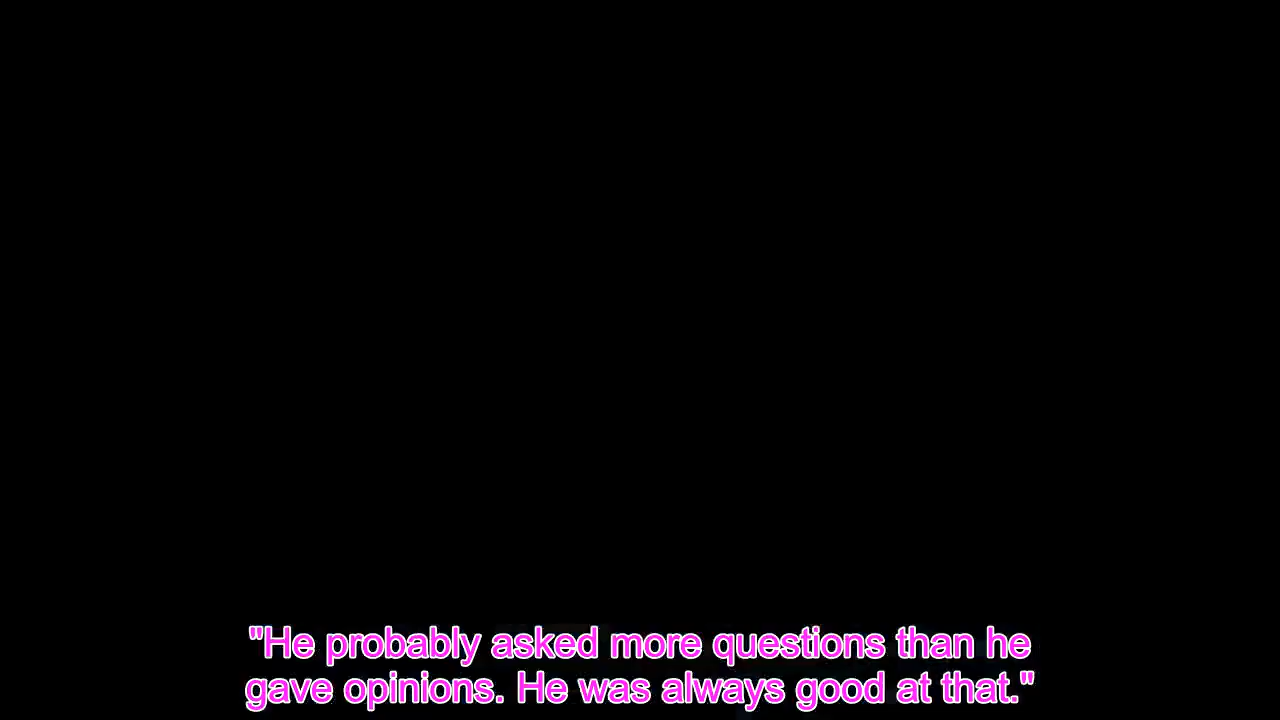 "He probably asked more questions than he
gave opinions. He was always good at that."